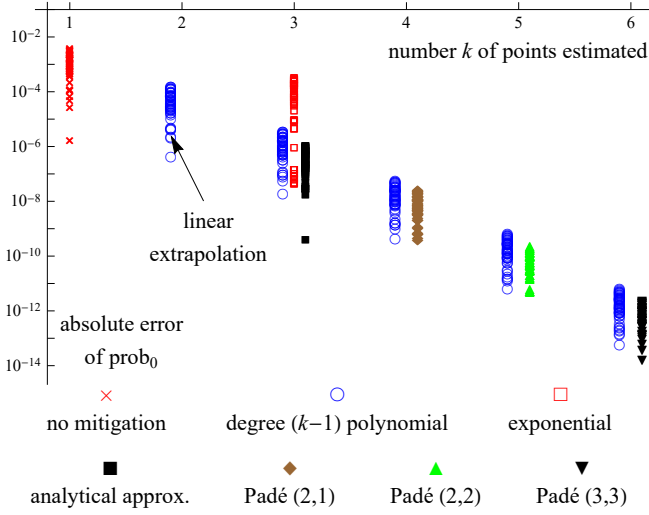 1 2 3 4 5 6
number k of points estimated
10⁻²
10⁻⁴
10⁻⁶
10⁻⁸
10⁻¹⁰
10⁻¹²
10⁻¹⁴
linear
extrapolation
absolute error
of prob₀
no mitigation degree (k−1) polynomial exponential
analytical approx. Padé (2,1) Padé (2,2) Padé (3,3)